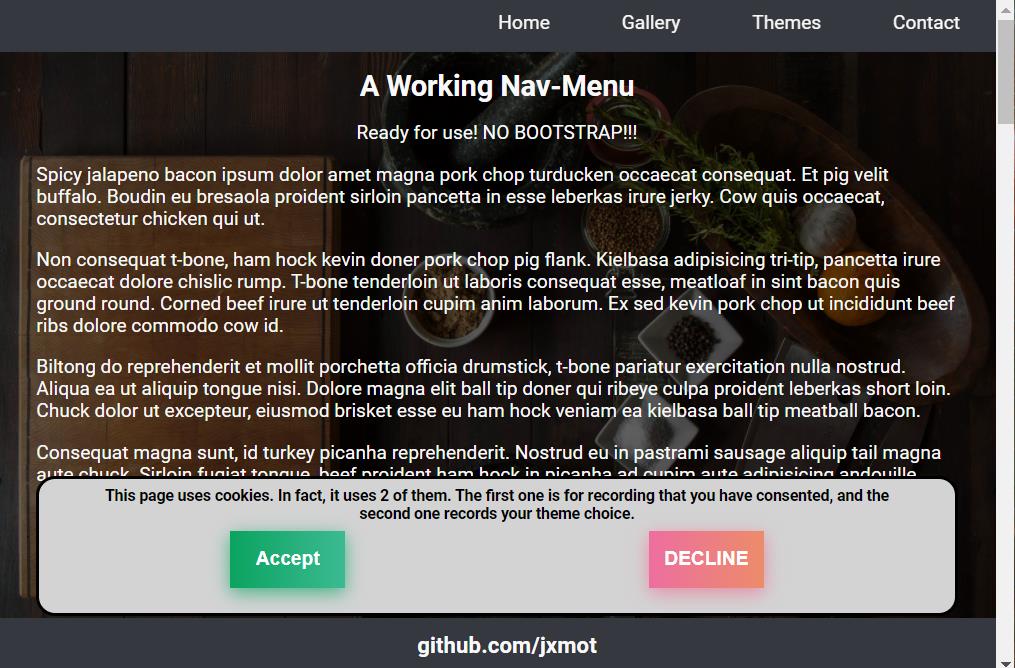 Home Gallery Themes Contact
A Working Nav-Menu
Ready for use! NO BOOTSTRAP!!!
Spicy jalapeno bacon ipsum dolor amet magna pork chop turducken occaecat consequat. Et pig velit
buffalo. Boudin eu bresaola proident sirloin pancetta in esse leberkas irure jerky. Cow quis occaecat,
consectetur chicken qui ut.
Non consequat t-bone, ham hock kevin doner pork chop pig flank. Kielbasa adipisicing tri-tip, pancetta irure
occaecat dolore chislic rump. T-bone tenderloin ut laboris consequat esse, meatloaf in sint bacon quis
ground round. Corned beef irure ut tenderloin cupim anim laborum. Ex sed kevin pork chop ut incididunt beef
ribs dolore commodo cow id.
Biltong do reprehenderit et mollit porchetta officia drumstick, t-bone pariatur exercitation nulla nostrud.
Aliqua ea ut aliquip tongue nisi. Dolore magna elit ball tip doner qui ribeye culpa proident leberkas short loin.
Chuck dolor ut excepteur, eiusmod brisket esse eu ham hock veniam ea kielbasa ball tip meatball bacon.
Consequat magna sunt, id turkey picanha reprehenderit. Nostrud eu in pastrami sausage aliquip tail magna
aute chuck. Sirloin fugiat tongue, beef proident ham hock in picanha ad cupim aute adipisicing andouille
This page uses cookies. In fact, it uses 2 of them. The first one is for recording that you have consented, and the
second one records your theme choice.
Accept DECLINE
github.com/jxmot